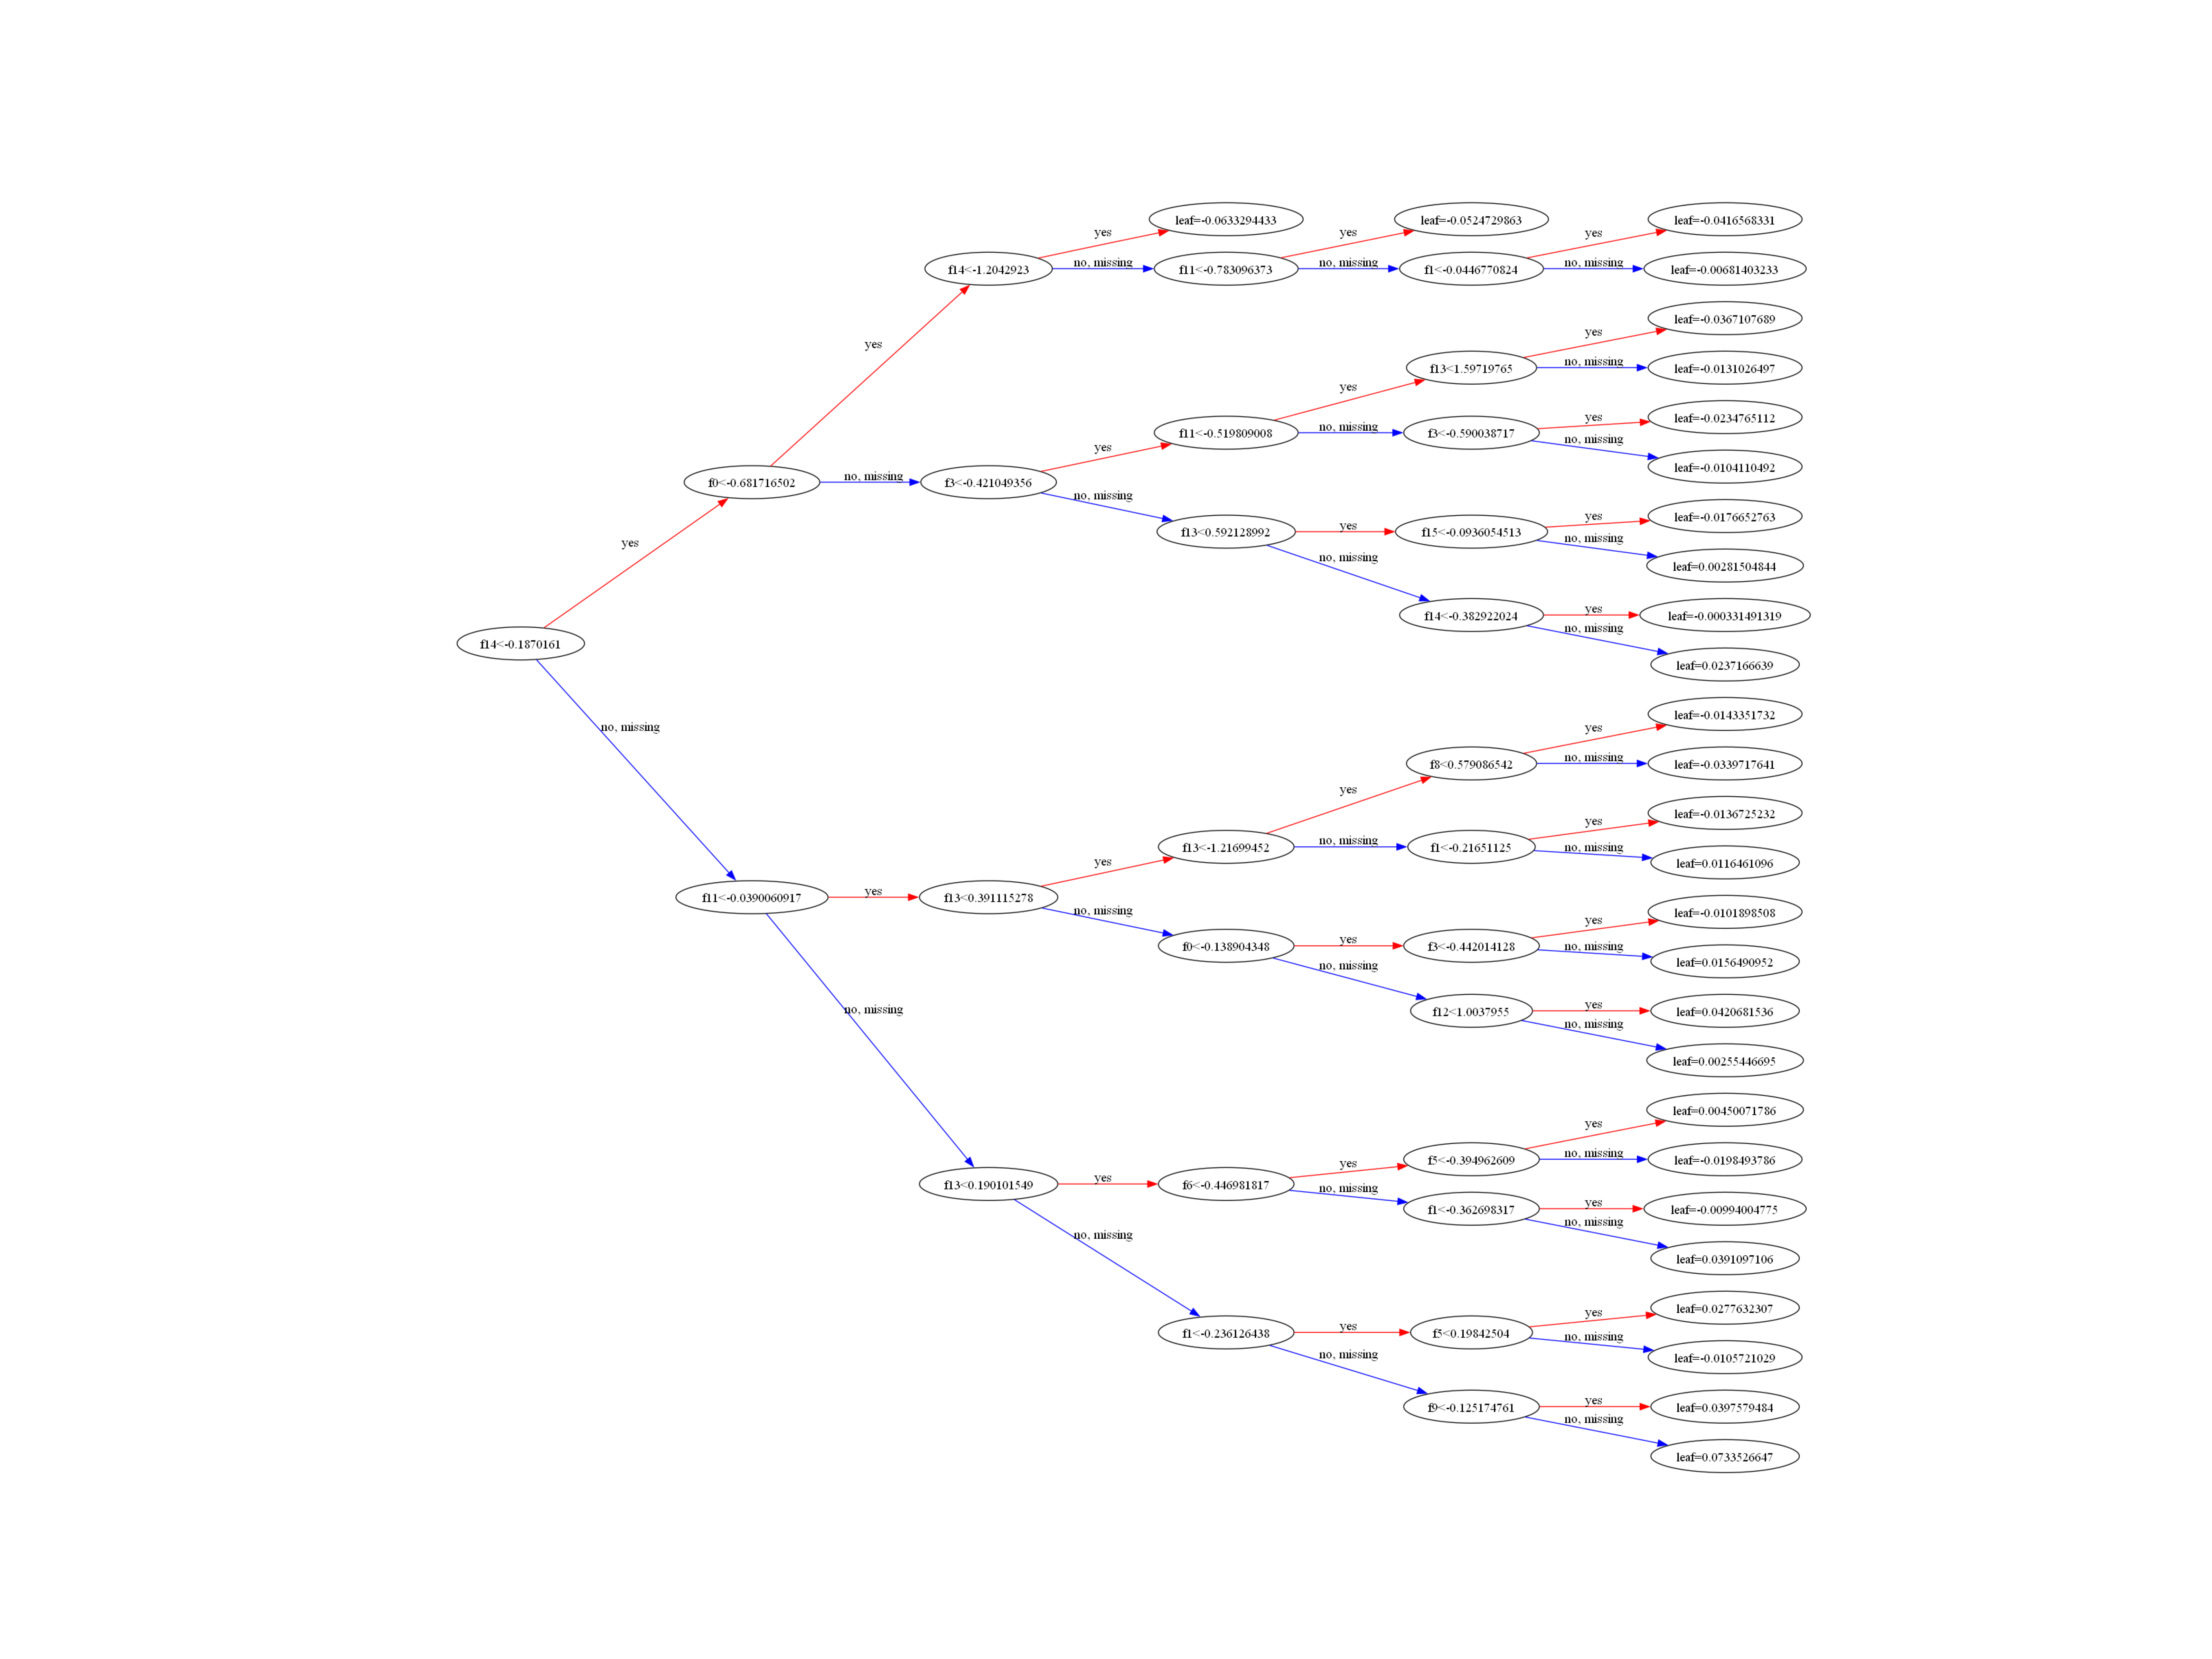 leaf=-0.0633294433
leaf=-0.0524729863
leaf=-0.0416568331
yes
yes
yes
f14<-1.2042923
no, missing
f11<-0.783096373
no, missing
f1<-0.0446770824
no, missing
leaf=-0.00681403233
leaf=-0.0367107689
yes
yes
f13<1.59719765
no, missing
leaf=-0.0131026497
yes
leaf=-0.0234765112
yes
f11<-0.519809008
no, missing
f3<-0.590038717
no, missing
yes
leaf=-0.0104110492
f0<-0.681716502
no, missing
f3<-0.421049356
no, missing
leaf=-0.0176652763
yes
yes
f13<0.592128992
yes
f15<-0.0936054513
no, missing
no, missing
leaf=0.00281504844
yes
f14<-0.382922024
yes
leaf=-0.000331491319
no, missing
f14<-0.1870161
leaf=0.0237166639
no, missing
leaf=-0.0143351732
yes
f8<0.579086542
no, missing
leaf=-0.0339717641
yes
leaf=-0.0136725232
yes
f13<-1.21699452
no, missing
f1<-0.21651125
no, missing
yes
leaf=0.0116461096
f11<-0.0390060917
yes
f13<0.391115278
no, missing
leaf=-0.0101898508
yes
f0<-0.138904348
yes
f3<-0.442014128
no, missing
no, missing
leaf=0.0156490952
no, missing
f12<1.0037955
yes
leaf=0.0420681536
no, missing
leaf=0.00255446695
leaf=0.00450071786
yes
yes
f5<-0.394962609
no, missing
leaf=-0.0198493786
f13<0.190101549
yes
f6<-0.446981817
no, missing
f1<-0.362698317
yes
leaf=-0.00994004775
no, missing
no, missing
leaf=0.0391097106
leaf=0.0277632307
yes
f1<-0.236126438
yes
f5<0.19842504
no, missing
no, missing
leaf=-0.0105721029
f9<-0.125174761
yes
leaf=0.0397579484
no, missing
leaf=0.0733526647